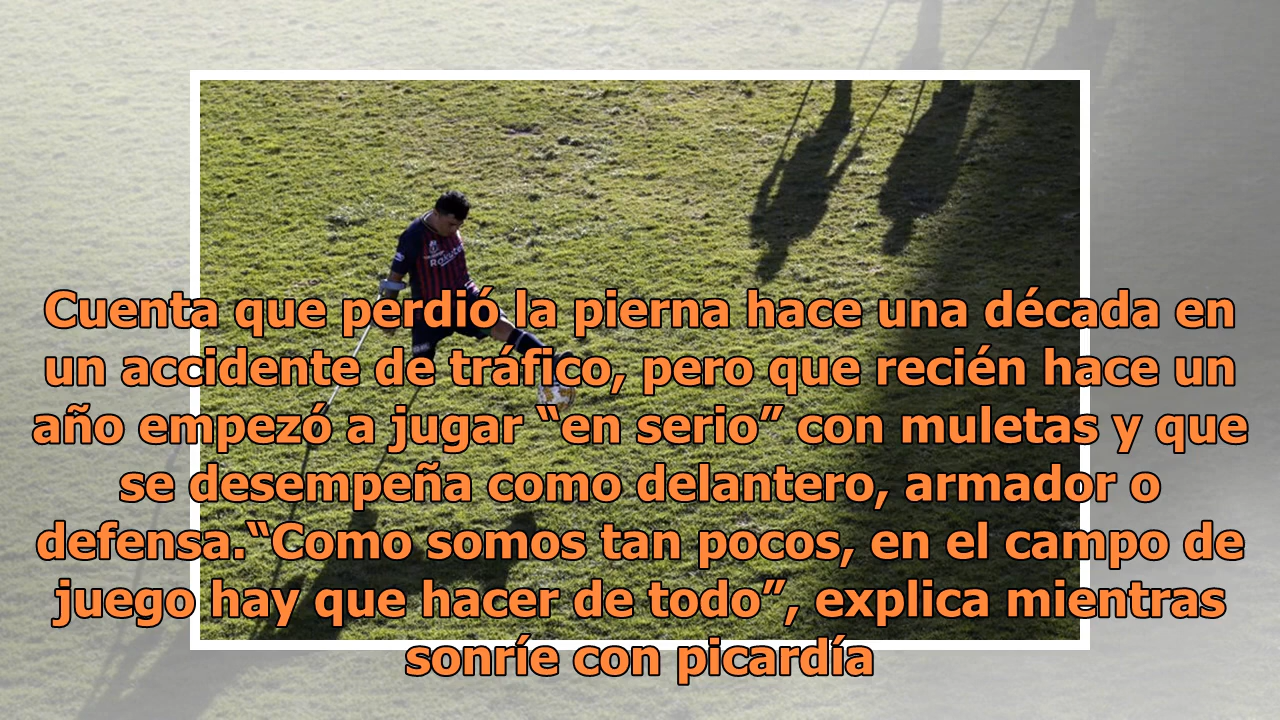 Rakuten
Cuenta que perdió la pierna hace una década en
un accidente de tráfico, pero que recién hace un
año empezó a jugar “en serio” con muletas y que
se desempeña como delantero, armador o
defensa.“Como somos tan pocos, en el campo de
juego hay que hacer de todo”, explica mientras
sonríe con picardía